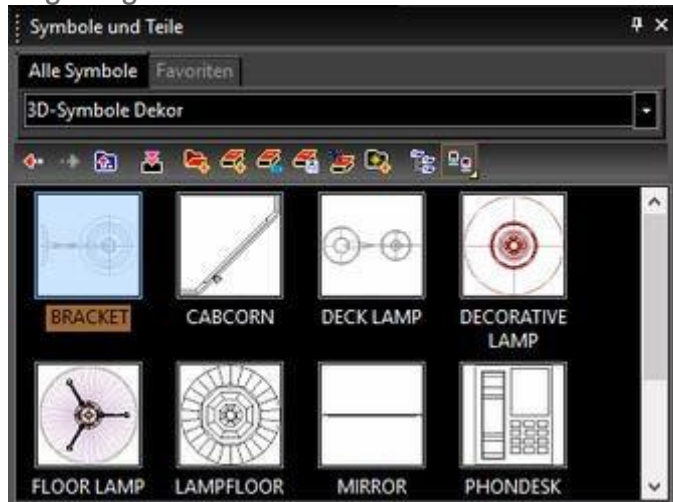 Symbole und Teile
Alle Symbole Favoriten
3D-Symbole Dekor
BRACKET CABCORN DECK LAMP DECORATIVE
LAMP
FLOOR LAMP LAMPFLOOR MIRROR PHONDESK